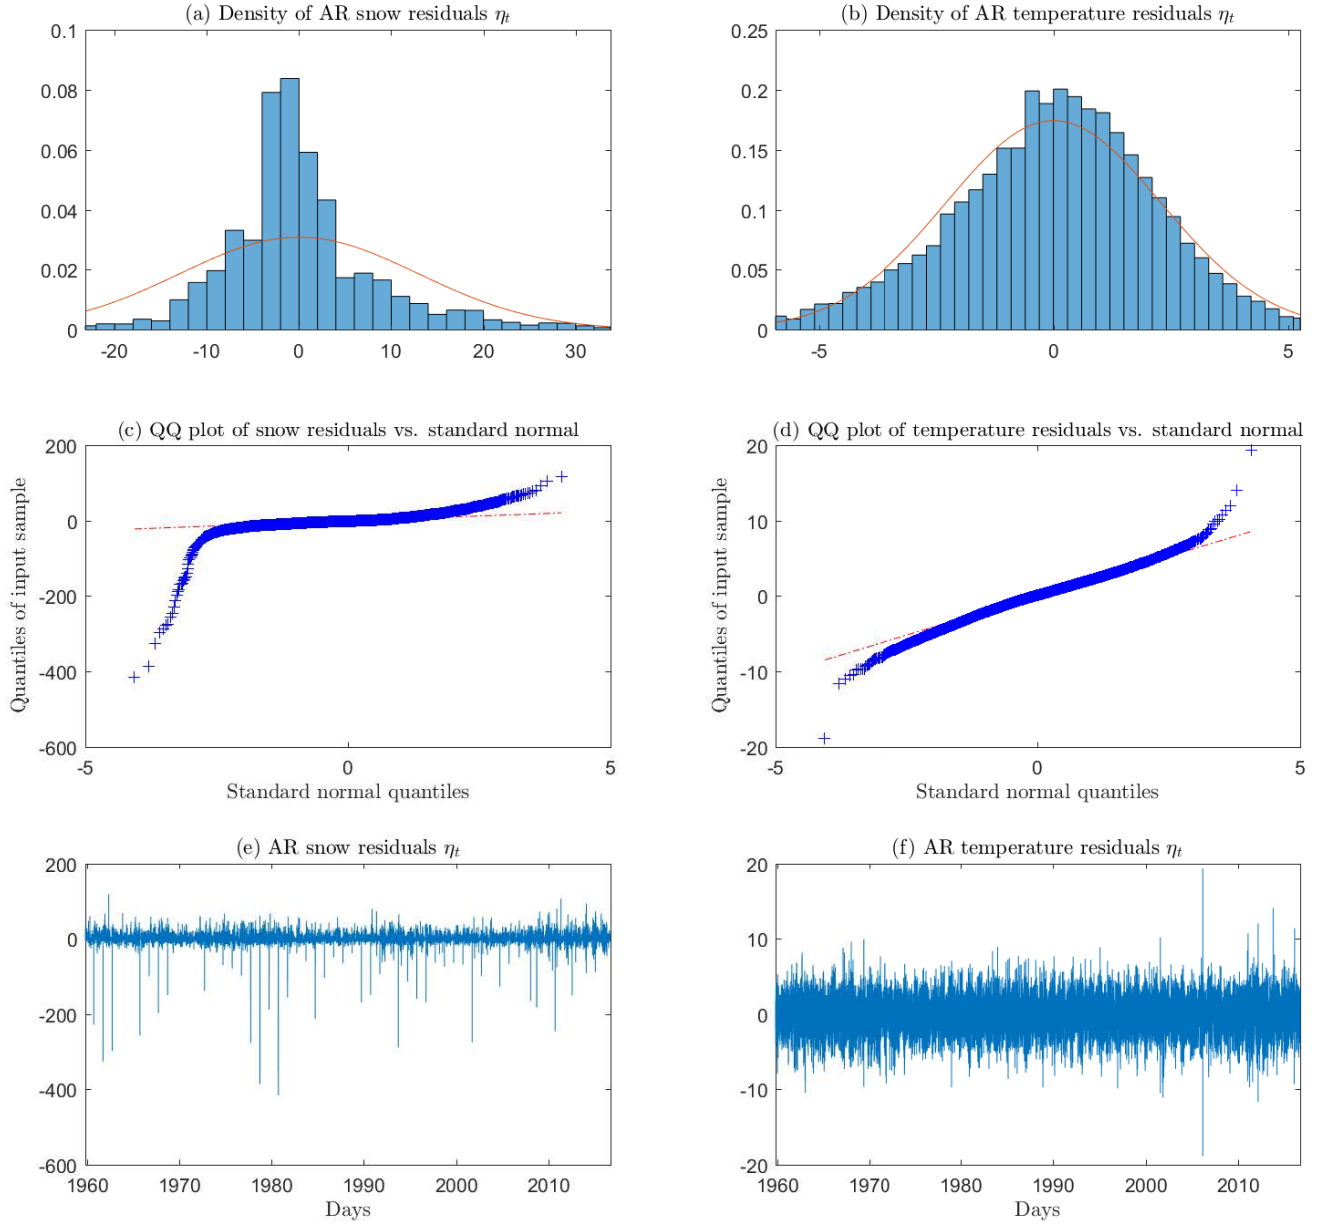 (a) Density of AR snow residuals ηt
0.1
0.08
0.06
0.04
0.02
0
-20 -10 0 10 20 30
(b) Density of AR temperature residuals ηt
0.25
0.2
0.15
0.1
0.05
0
-5 0 5
(c) QQ plot of snow residuals vs. standard normal
Quantiles of input sample
200
0
-200
-400
-600
-5 0 5
Standard normal quantiles
(d) QQ plot of temperature residuals vs. standard normal
Quantiles of input sample
20
10
0
-10
-20
-5 0 5
Standard normal quantiles
(e) AR snow residuals ηt
200
0
-200
-400
-600
1960 1970 1980 1990 2000 2010
Days
(f) AR temperature residuals ηt
20
10
0
-10
-20
1960 1970 1980 1990 2000 2010
Days